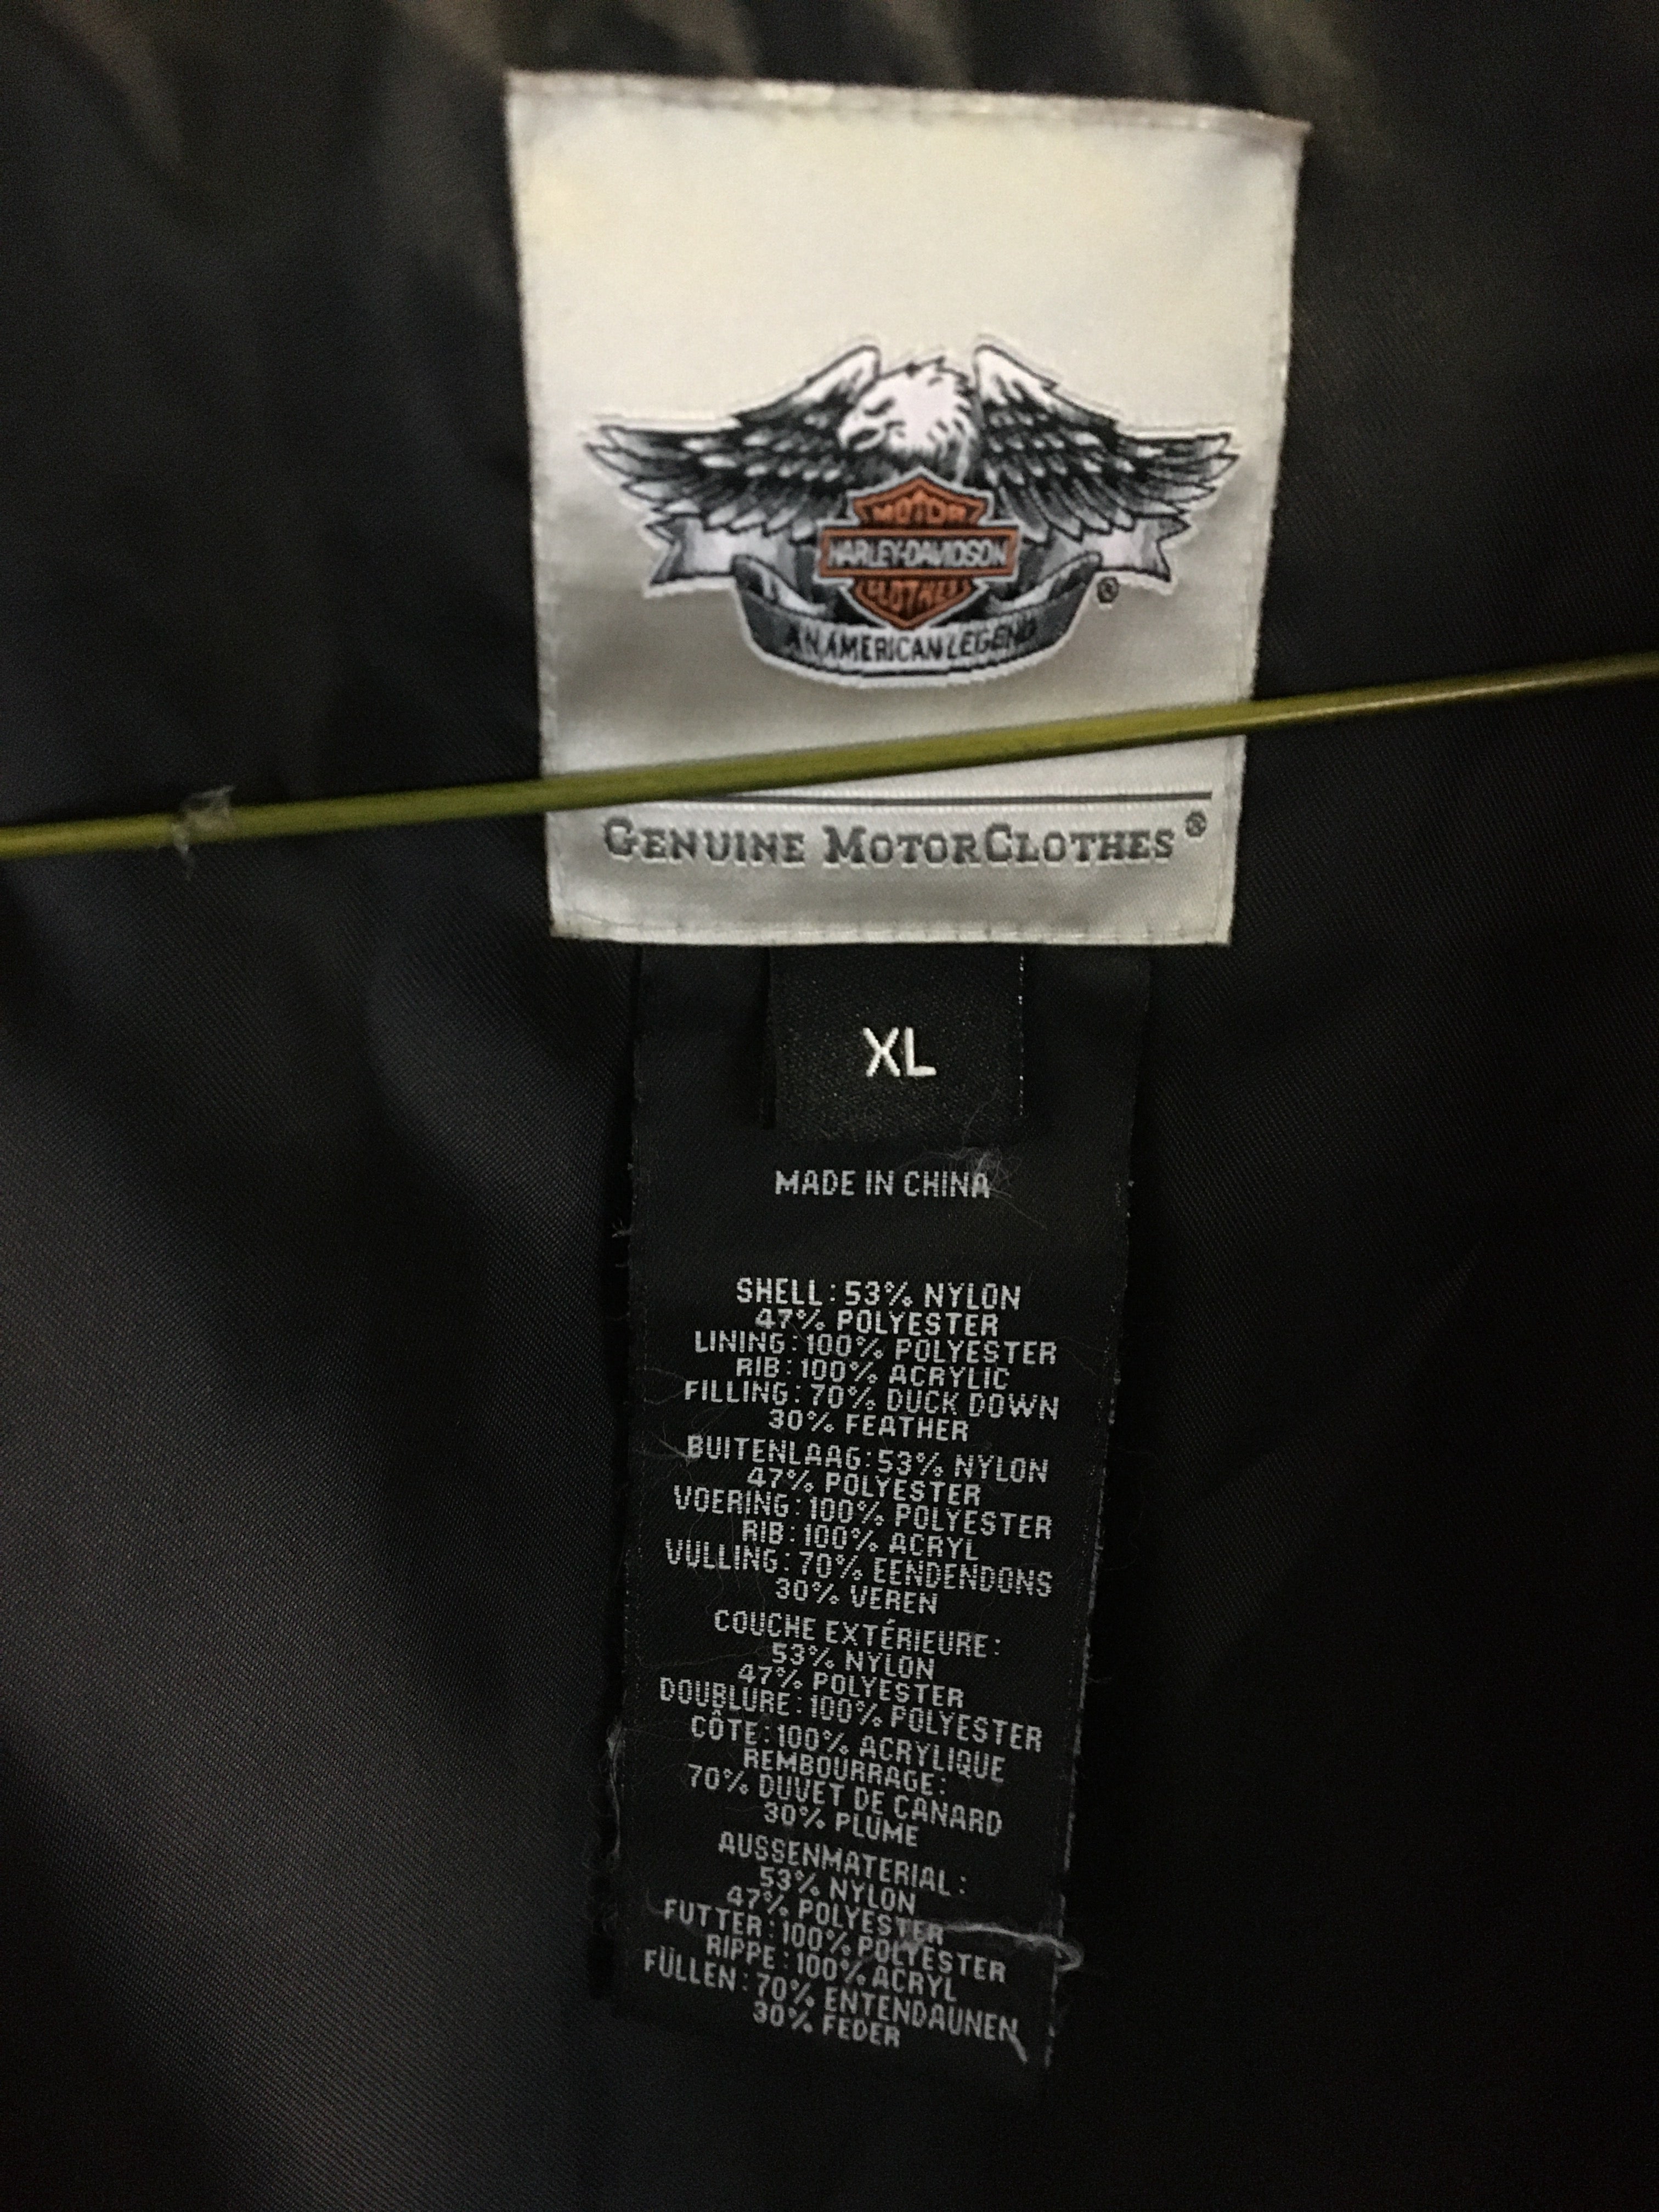 MOTOR
HARLEY-DAVIDSON
CLOTHES
®
AN AMERICAN LEGEND
GENUINE MOTORCLOTHES®
XL
MADE IN CHINA
SHELL: 53% NYLON
47% POLYESTER
LINING: 100% POLYESTER
RIB: 100% ACRYLIC
FILLING: 70% DUCK DOWN
30% FEATHER
BUITENLAAG: 53% NYLON
47% POLYESTER
VOERING: 100% POLYESTER
RIB: 100% ACRYL
VULLING: 70% EENDENDONS
30% VEREN
COUCHE EXTÉRIEURE:
53% NYLON
47% POLYESTER
DOUBLURE: 100% POLYESTER
CÔTE: 100% ACRYLIQUE
REMBOURRAGE:
70% DUVET DE CANARD
30% PLUME
AUSSENMATERIAL:
53% NYLON
47% POLYESTER
FUTTER: 100% POLYESTER
RIPPE: 100% ACRYL
FÜLLEN: 70% ENTENDAUNEN
30% FEDER